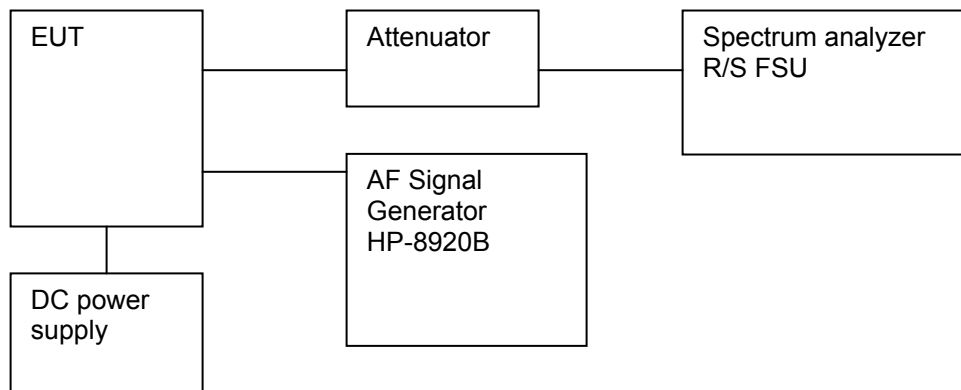 EUT
Attenuator
Spectrum analyzer
R/S FSU
AF Signal
Generator
HP-8920B
DC power
supply